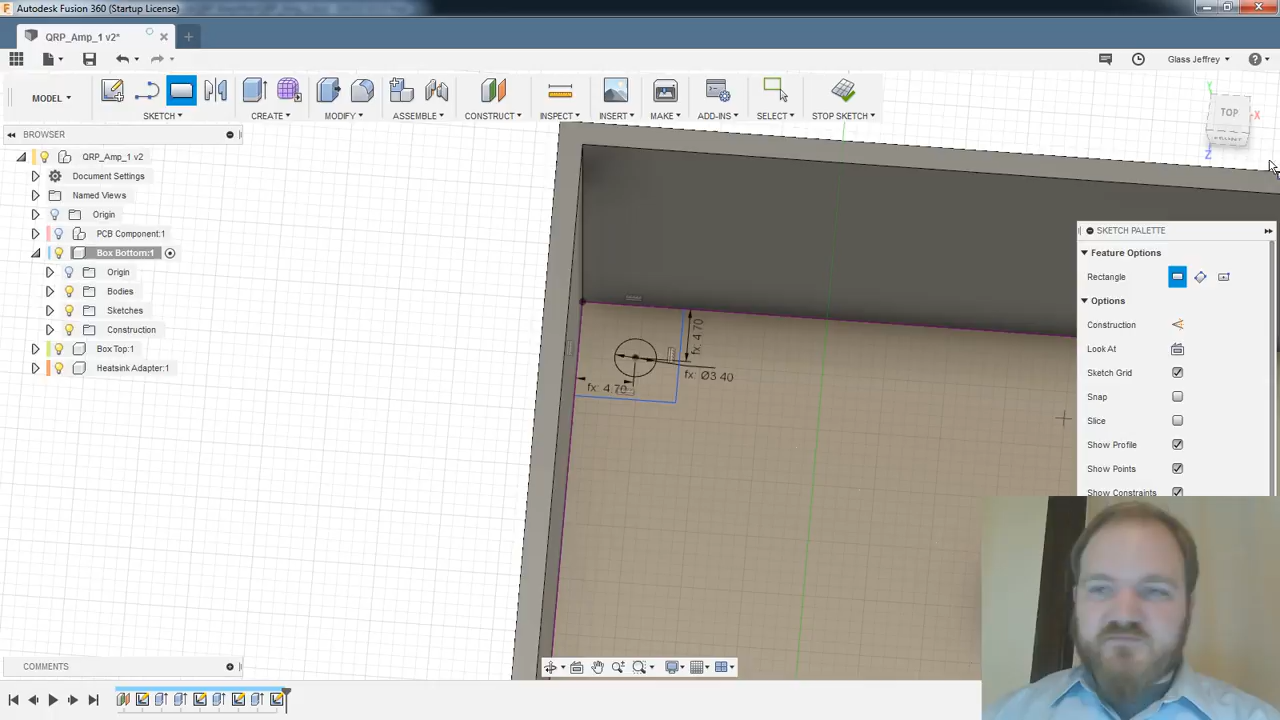 Autodesk Fusion 360 (Startup License)
QRP_Amp_1 v2*
Glass Jeffrey
MODEL
SKETCH
CREATE
MODIFY
ASSEMBLE
CONSTRUCT
INSPECT
INSERT
MAKE
ADD-INS
SELECT
STOP SKETCH
BROWSER
QRP_Amp_1 v2
Document Settings
Named Views
Origin
PCB Component:1
Box Bottom:1
Origin
Bodies
Sketches
Construction
Box Top:1
Heatsink Adapter:1
Y
TOP
X
Z
fx: 4.70
fx: Ø3.40
fx: 4.70
SKETCH PALETTE
Feature Options
Rectangle
Options
Construction
Look At
Sketch Grid
Snap
Slice
Show Profile
Show Points
Show Constraints
COMMENTS